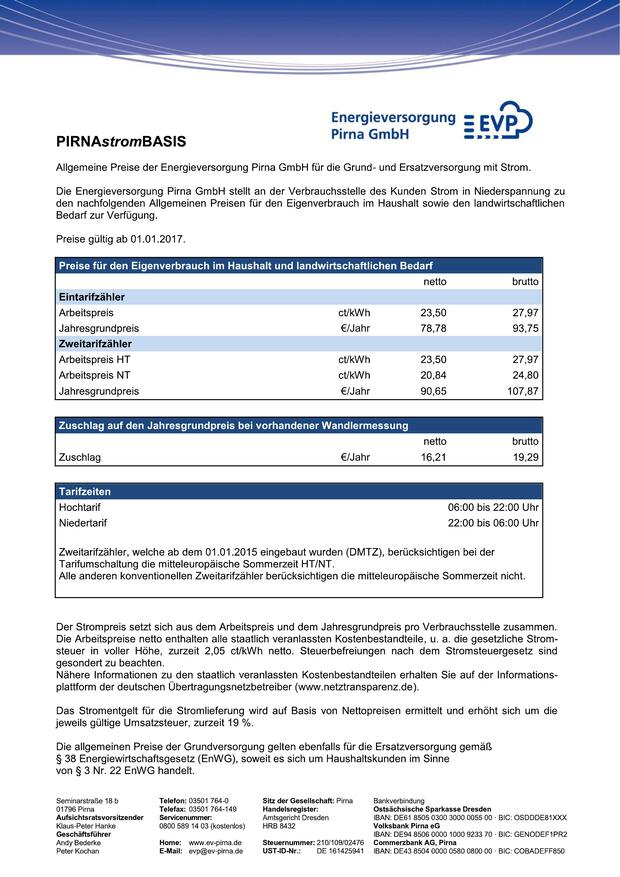 Energieversorgung
Pirna GmbH
EVP
PIRNAstromBASIS
Allgemeine Preise der Energieversorgung Pirna GmbH für die Grund- und Ersatzversorgung mit Strom.
Die Energieversorgung Pirna GmbH stellt an der Verbrauchsstelle des Kunden Strom in Niederspannung zu
den nachfolgenden Allgemeinen Preisen für den Eigenverbrauch im Haushalt sowie den landwirtschaftlichen
Bedarf zur Verfügung.
Preise gültig ab 01.01.2017.
Preise für den Eigenverbrauch im Haushalt und landwirtschaftlichen Bedarf
netto brutto
Eintarifzähler
Arbeitspreis ct/kWh 23,50 27,97
Jahresgrundpreis €/Jahr 78,78 93,75
Zweitarifzähler
Arbeitspreis HT ct/kWh 23,50 27,97
Arbeitspreis NT ct/kWh 20,84 24,80
Jahresgrundpreis €/Jahr 90,65 107,87
Zuschlag auf den Jahresgrundpreis bei vorhandener Wandlermessung
netto brutto
Zuschlag €/Jahr 16,21 19,29
Tarifzeiten
Hochtarif 06:00 bis 22:00 Uhr
Niedertarif 22:00 bis 06:00 Uhr
Zweitarifzähler, welche ab dem 01.01.2015 eingebaut wurden (DMTZ), berücksichtigen bei der
Tarifumschaltung die mitteleuropäische Sommerzeit HT/NT.
Alle anderen konventionellen Zweitarifzähler berücksichtigen die mitteleuropäische Sommerzeit nicht.
Der Strompreis setzt sich aus dem Arbeitspreis und dem Jahresgrundpreis pro Verbrauchsstelle zusammen.
Die Arbeitspreise netto enthalten alle staatlich veranlassten Kostenbestandteile, u. a. die gesetzliche Strom-
steuer in voller Höhe, zurzeit 2,05 ct/kWh netto. Steuerbefreiungen nach dem Stromsteuergesetz sind
gesondert zu beachten.
Nähere Informationen zu den staatlich veranlassten Kostenbestandteilen erhalten Sie auf der Informations-
plattform der deutschen Übertragungsnetzbetreiber (www.netztransparenz.de).
Das Stromentgelt für die Stromlieferung wird auf Basis von Nettopreisen ermittelt und erhöht sich um die
jeweils gültige Umsatzsteuer, zurzeit 19 %.
Die allgemeinen Preise der Grundversorgung gelten ebenfalls für die Ersatzversorgung gemäß
§ 38 Energiewirtschaftsgesetz (EnWG), soweit es sich um Haushaltskunden im Sinne
von § 3 Nr. 22 EnWG handelt.
Seminarstraße 18 b Telefon: 03501 764-0 Sitz der Gesellschaft: Pirna Bankverbindung
01796 Pirna Telefax: 03501 764-149 Handelsregister: Ostsächsische Sparkasse Dresden
Aufsichtsratsvorsitzender Servicenummer: Amtsgericht Dresden IBAN: DE61 8505 0300 3000 0055 00 · BIC: OSDDDE81XXX
Klaus-Peter Hanke 0800 589 14 03 (kostenlos) HRB 8432 Volksbank Pirna eG
Geschäftsführer IBAN: DE94 8506 0000 1000 9233 70 · BIC: GENODEF1PR2
Andy Bederke Home: www.ev-pirna.de Steuernummer: 210/109/02476 Commerzbank AG, Pirna
Peter Kochan E-Mail: evp@ev-pirna.de UST-ID-Nr.: DE 161425941 IBAN: DE43 8504 0000 0580 0800 00 · BIC: COBADEFF850